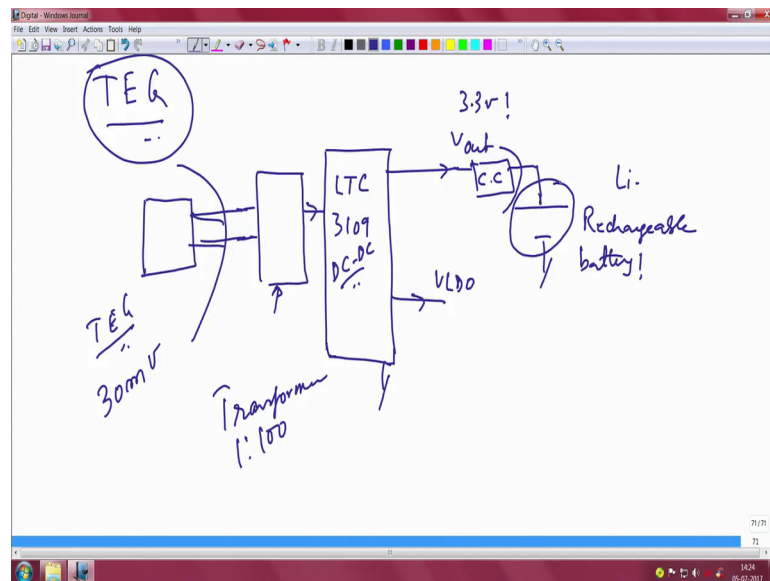 Digital - Windows Journal
File Edit View Insert Actions Tools Help
TEG
TEG
30mV
Transformer
1:100
LTC
3109
DC-DC
3.3v!
Vout
C.C
VLDO
Li.
Rechargeable
battery!
71/71
71
14:24
05-07-2017